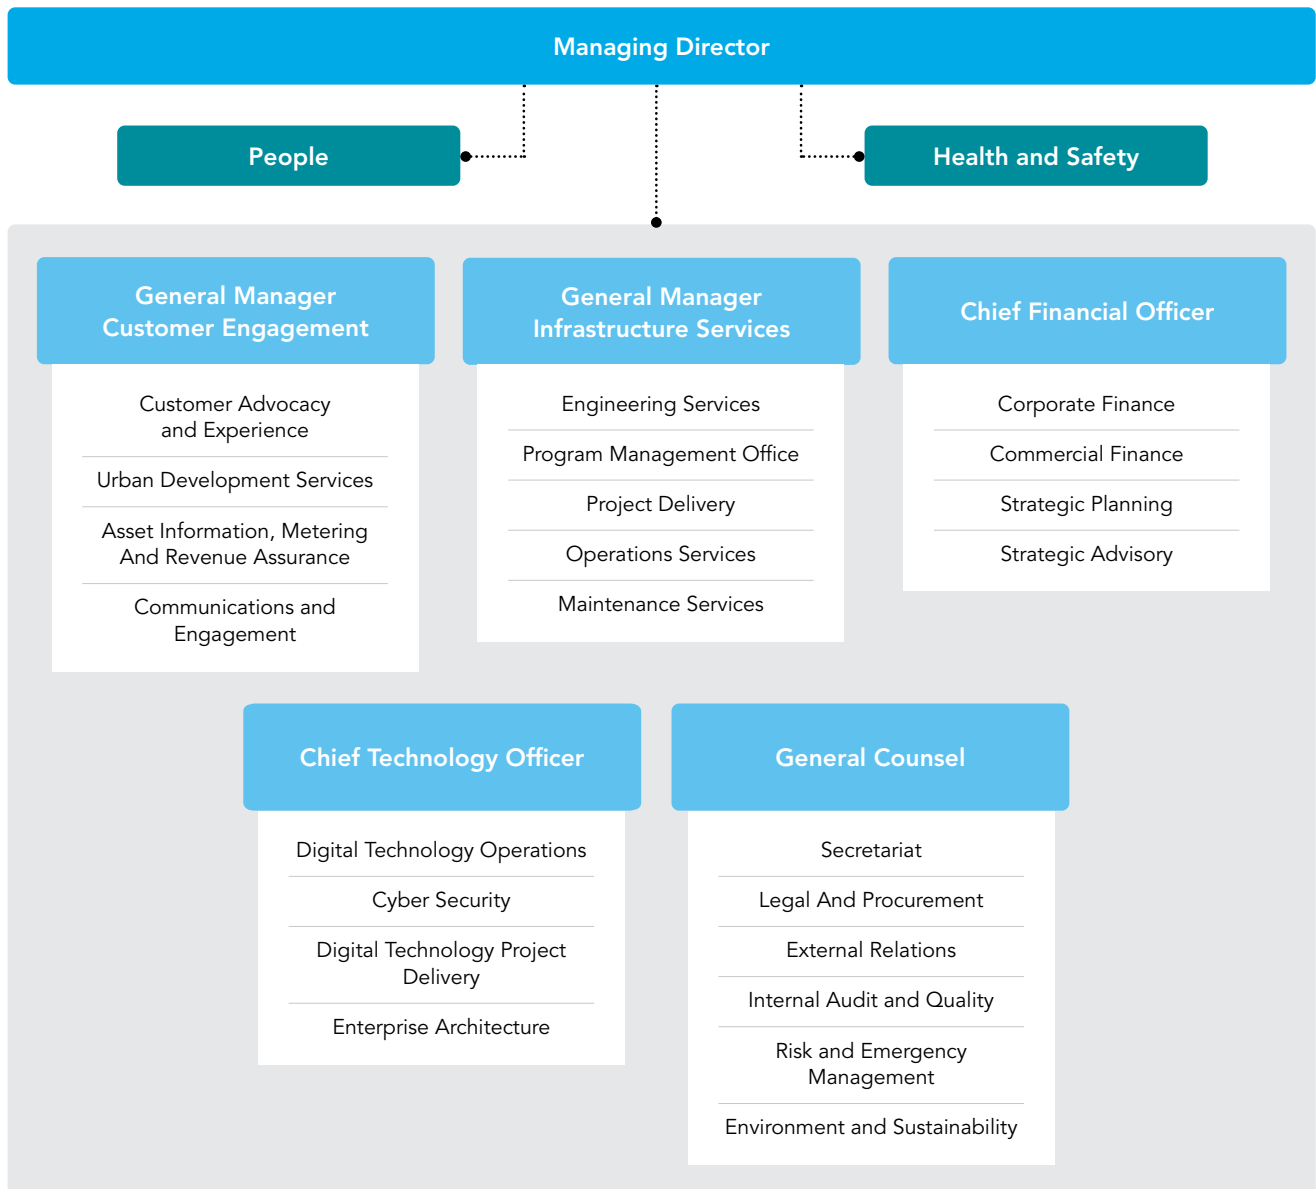 Managing Director
People
Health and Safety
General Manager
Customer Engagement
Customer Advocacy
and Experience
Urban Development Services
Asset Information, Metering
And Revenue Assurance
Communications and
Engagement
General Manager
Infrastructure Services
Engineering Services
Program Management Office
Project Delivery
Operations Services
Maintenance Services
Chief Financial Officer
Corporate Finance
Commercial Finance
Strategic Planning
Strategic Advisory
Chief Technology Officer
Digital Technology Operations
Cyber Security
Digital Technology Project
Delivery
Enterprise Architecture
General Counsel
Secretariat
Legal And Procurement
External Relations
Internal Audit and Quality
Risk and Emergency
Management
Environment and Sustainability